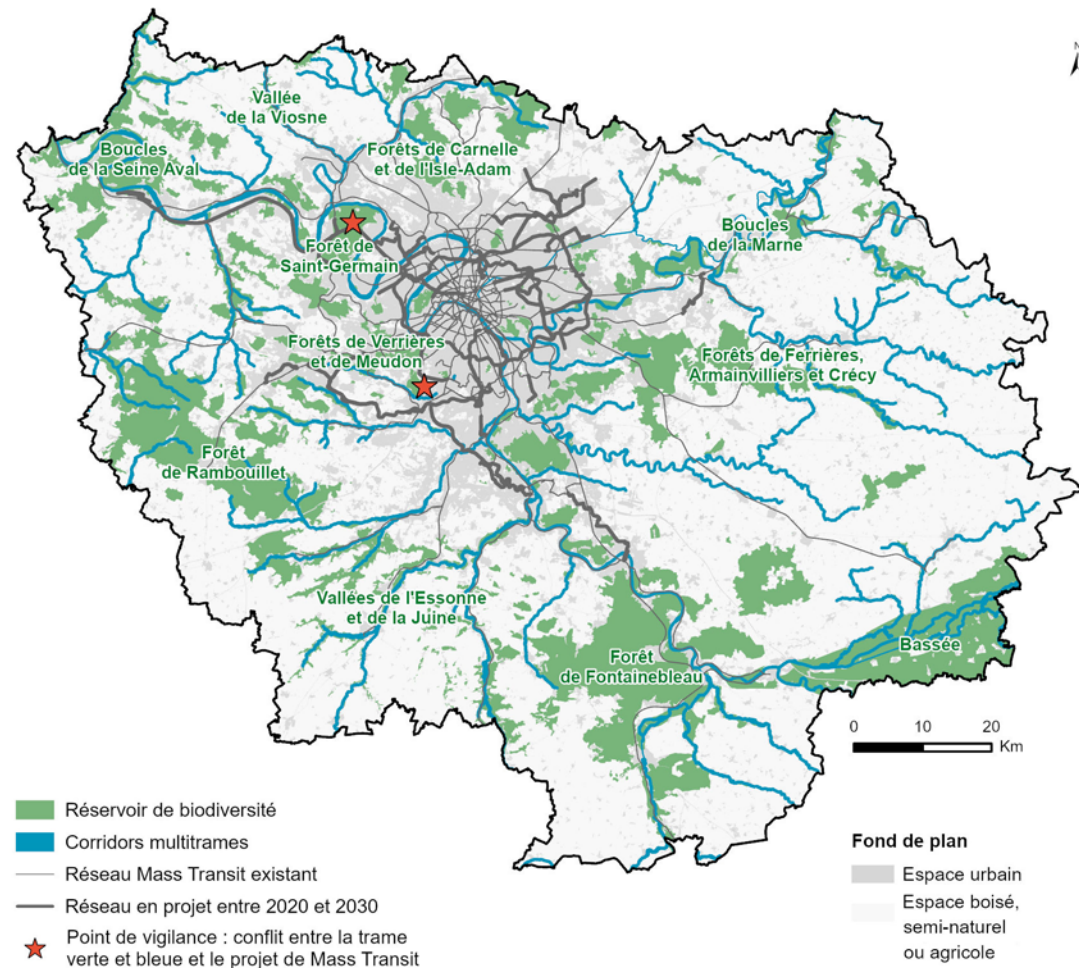 N
Vallée
de la Viosne
Boucles
de la Seine Aval
Forêts de Carnelle
et de l'Isle-Adam
Boucles
de la Marne
Forêt de
Saint-Germain
Forêts de Verrières
et de Meudon
Forêts de Ferrières,
Armainvilliers et Crécy
Forêt
de Rambouillet
Vallées de l'Essonne
et de la Juine
Forêt
de Fontainebleau
Bassée
0 10 20
Km
Réservoir de biodiversité
Corridors multitrames
Réseau Mass Transit existant
Réseau en projet entre 2020 et 2030
Point de vigilance : conflit entre la trame
verte et bleue et le projet de Mass Transit
Fond de plan
Espace urbain
Espace boisé,
semi-naturel
ou agricole